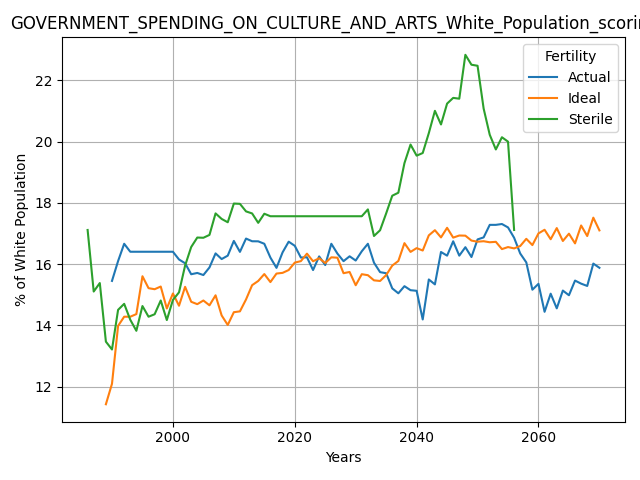 GOVERNMENT_SPENDING_ON_CULTURE_AND_ARTS_White_Population_scorin
Fertility
Actual
Ideal
Sterile
% of White Population
22
20
18
16
14
12
2000 2020 2040 2060
Years